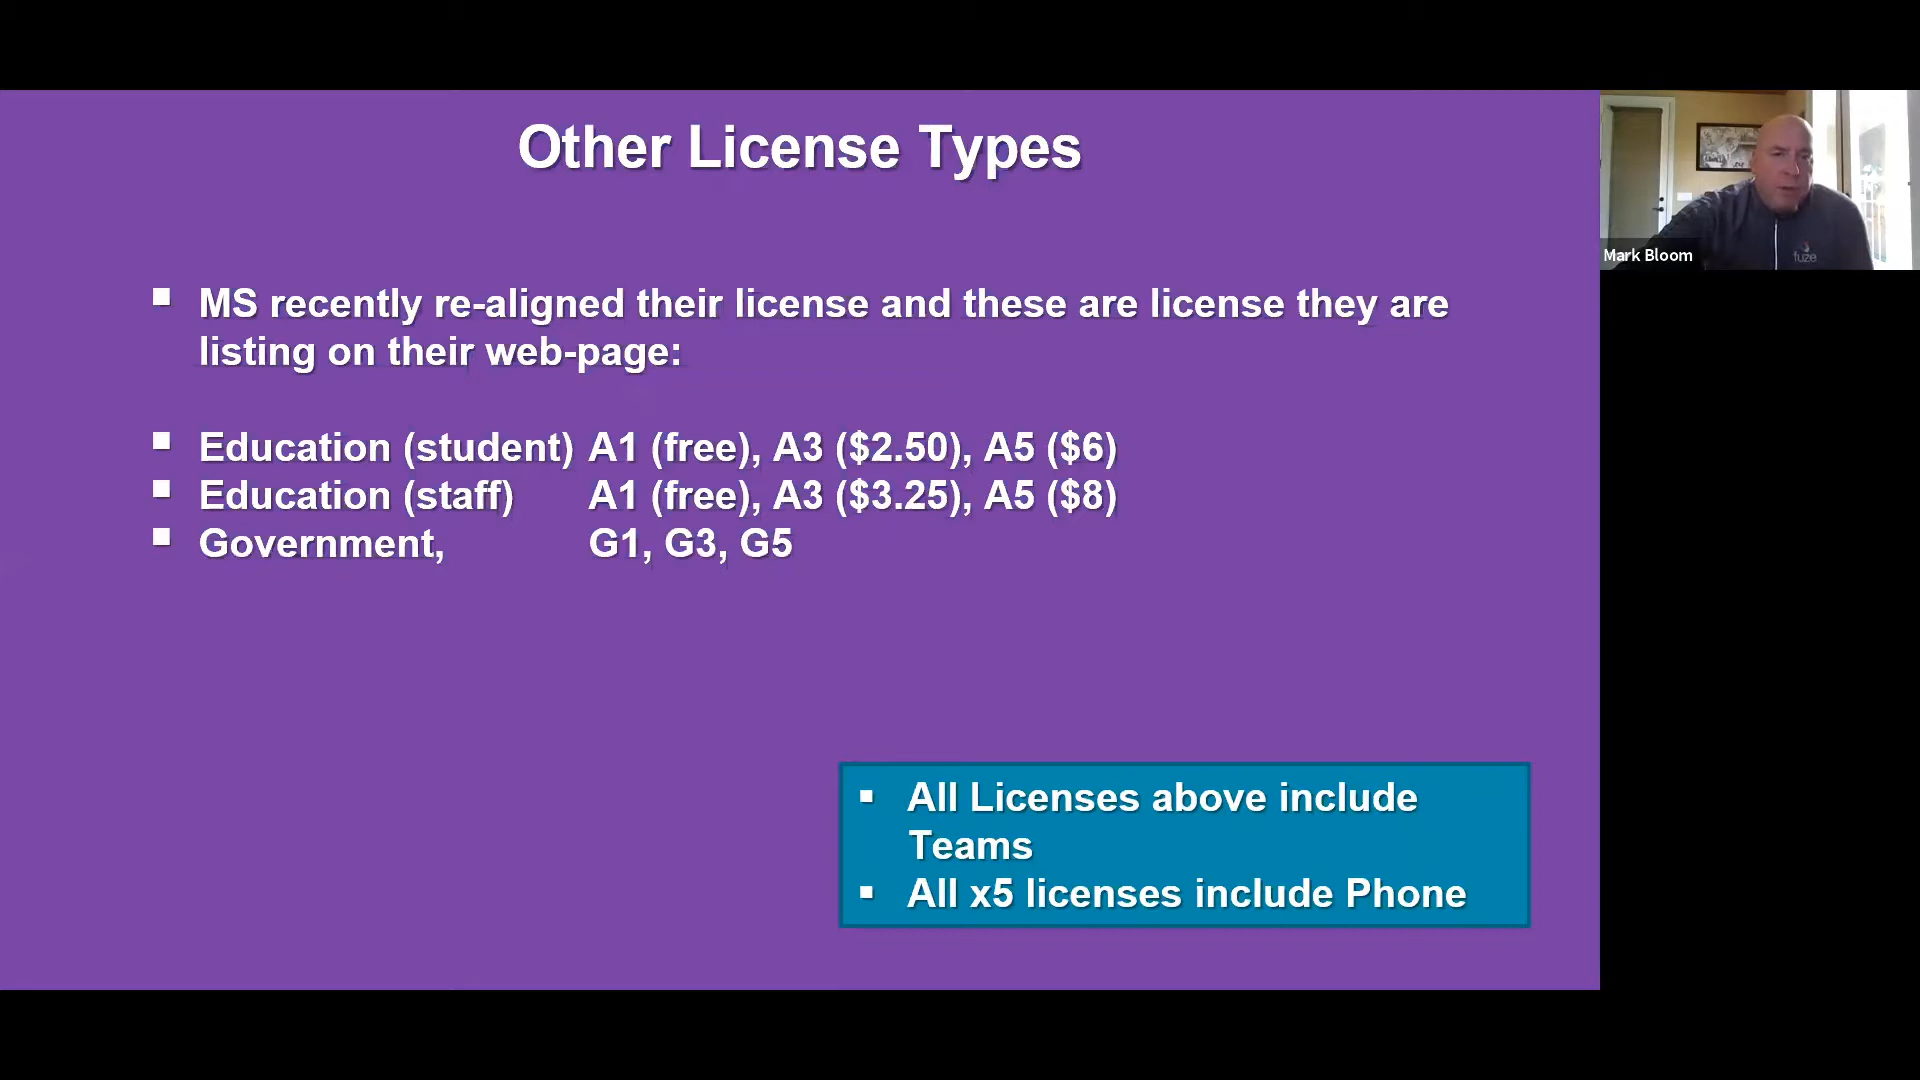 Other License Types
MS recently re-aligned their license and these are license they are
listing on their web-page:
Education (student) A1 (free), A3 ($2.50), A5 ($6)
Education (staff) A1 (free), A3 ($3.25), A5 ($8)
Government, G1, G3, G5
All Licenses above include
Teams
All x5 licenses include Phone
Mark Bloom
fuze